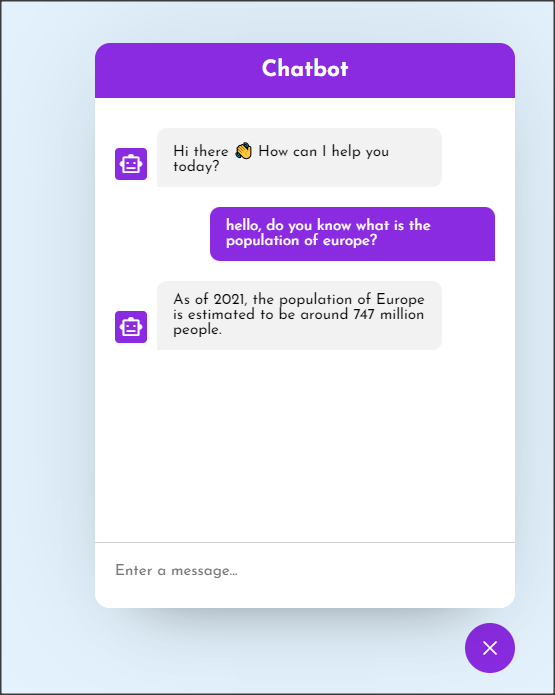 Chatbot
Hi there 👋 How can I help you
today?
hello, do you know what is the
population of europe?
As of 2021, the population of Europe
is estimated to be around 747 million
people.
Enter a message...